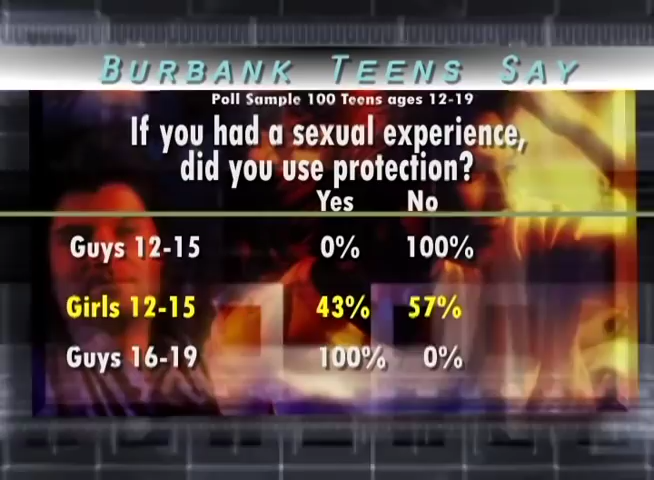 BURBANK TEENS SAY
Poll Sample 100 Teens ages 12-19
If you had a sexual experience,
did you use protection?
Yes No
Guys 12-15 0% 100%
Girls 12-15 43% 57%
Guys 16-19 100% 0%